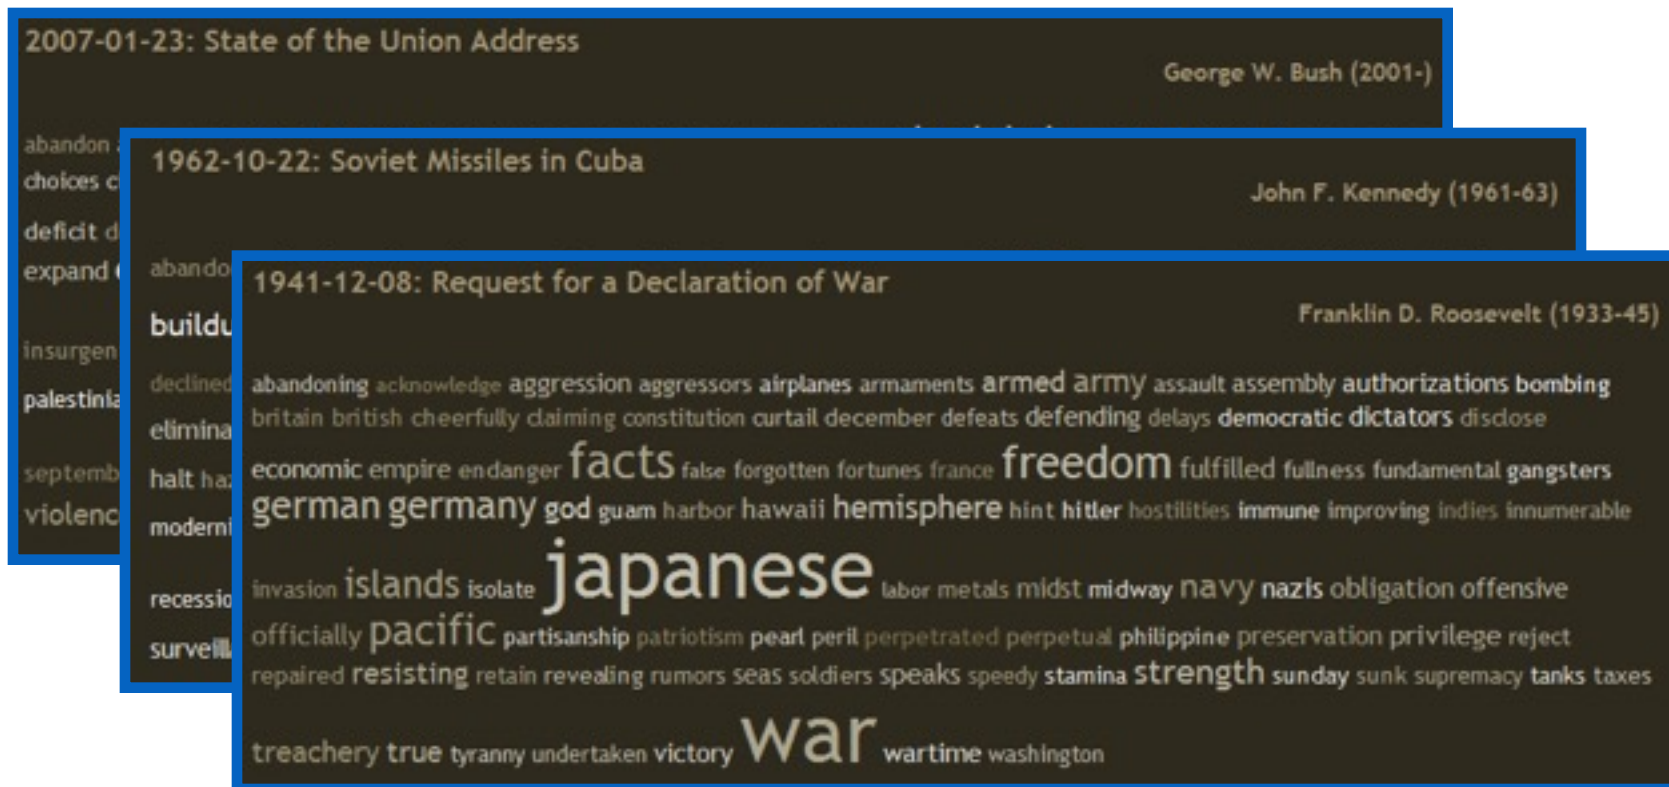 2007-01-23: State of the Union Address
George W. Bush (2001-)
abandon
choices
deficit
expand
palestinia
1962-10-22: Soviet Missiles in Cuba
John F. Kennedy (1961-63)
abando
buildu
declined
elimina
halt
moderni
recessio
surveill
insurgen
septemb
violenc
1941-12-08: Request for a Declaration of War
Franklin D. Roosevelt (1933-45)
abandoning acknowledge aggression aggressors airplanes armaments armed army assault assembly authorizations bombing
britain british cheerfully claiming constitution curtail december defeats defending delays democratic dictators disclose
economic empire endanger facts false forgotten fortunes france freedom fulfilled fullness fundamental gangsters
german germany god guam harbor hawaii hemisphere hint hitler hostilities immune improving indies innumerable
invasion islands isolate japanese labor metals midst midway navy nazis obligation offensive
officially pacific partisanship patriotism pearl peril perpetrated perpetual philippine preservation privilege reject
repaired resisting retain revealing rumors seas soldiers speaks speedy stamina strength sunday sunk supremacy tanks taxes
treachery true tyranny undertaken victory war wartime washington